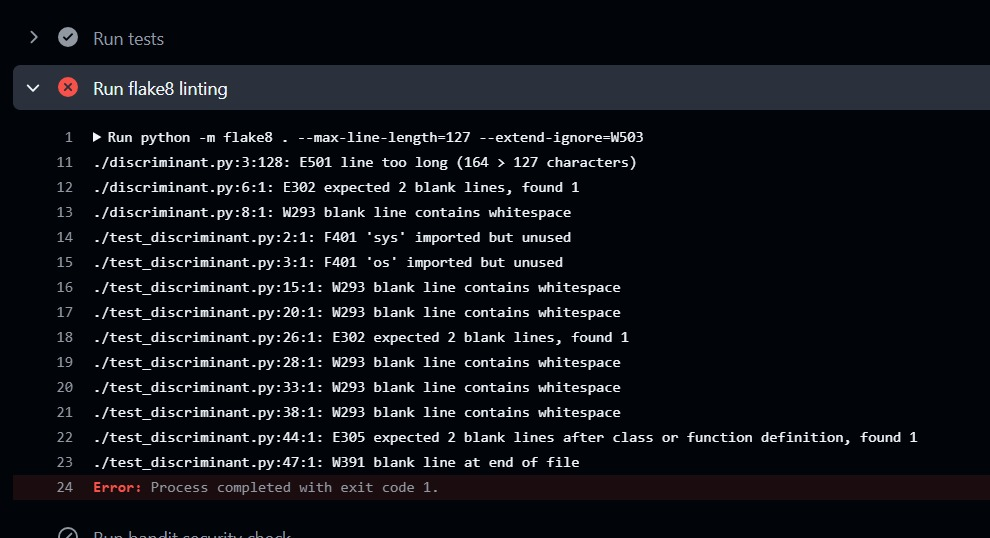 Run tests
Run flake8 linting
1 Run python -m flake8 . --max-line-length=127 --extend-ignore=W503
11 ./discriminant.py:3:128: E501 line too long (164 > 127 characters)
12 ./discriminant.py:6:1: E302 expected 2 blank lines, found 1
13 ./discriminant.py:8:1: W293 blank line contains whitespace
14 ./test_discriminant.py:2:1: F401 'sys' imported but unused
15 ./test_discriminant.py:3:1: F401 'os' imported but unused
16 ./test_discriminant.py:15:1: W293 blank line contains whitespace
17 ./test_discriminant.py:20:1: W293 blank line contains whitespace
18 ./test_discriminant.py:26:1: E302 expected 2 blank lines, found 1
19 ./test_discriminant.py:28:1: W293 blank line contains whitespace
20 ./test_discriminant.py:33:1: W293 blank line contains whitespace
21 ./test_discriminant.py:38:1: W293 blank line contains whitespace
22 ./test_discriminant.py:44:1: E305 expected 2 blank lines after class or function definition, found 1
23 ./test_discriminant.py:47:1: W391 blank line at end of file
24 Error: Process completed with exit code 1.
Run bandit security check